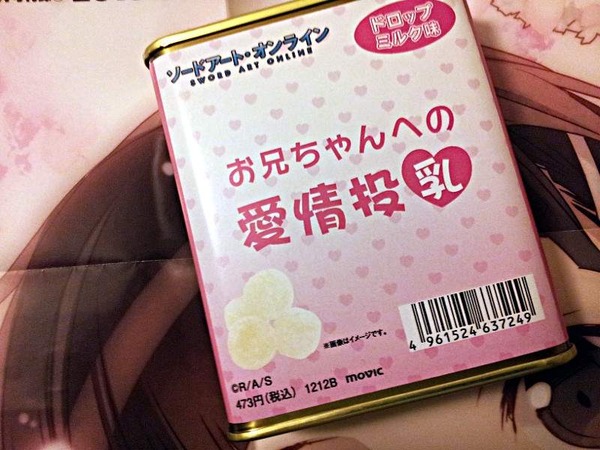 ソードアート・オンライン
SWORD ART ONLINE
ドロップ
ミルク味
お兄ちゃんへの
愛情投乳
※画像はイメージです。
4 961524 637249
©R/A/S
473円(税込) 1212B movic